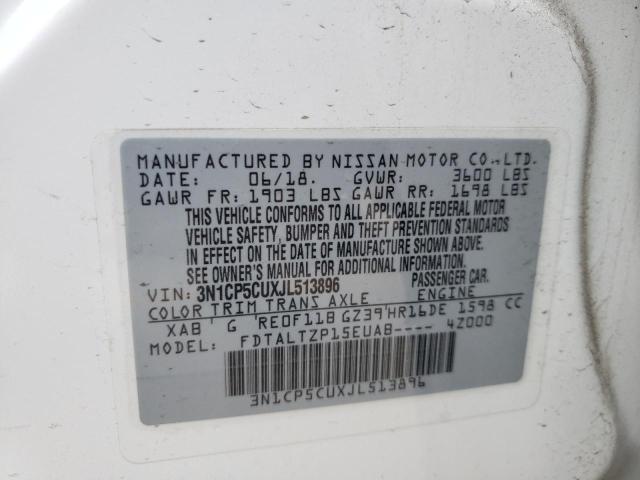 MANUFACTURED BY NISSAN MOTOR CO.,LTD.
DATE: 06/18. GVWR: 3600 LBS
GAWR FR: 1903 LBS GAWR RR: 1698 LBS
THIS VEHICLE CONFORMS TO ALL APPLICABLE FEDERAL MOTOR
VEHICLE SAFETY, BUMPER AND THEFT PREVENTION STANDARDS
IN EFFECT ON THE DATE OF MANUFACTURE SHOWN ABOVE.
SEE OWNER'S MANUAL FOR ADDITIONAL INFORMATION.
VIN: 3N1CP5CUXJL513896 PASSENGER CAR.
COLOR TRIM TRANS AXLE ENGINE
XAB G RE0F11B GZ39 HR16DE 1598 CC
MODEL: FDTALTZP15EUAB---- 4Z000
3N1CP5CUXJL513896